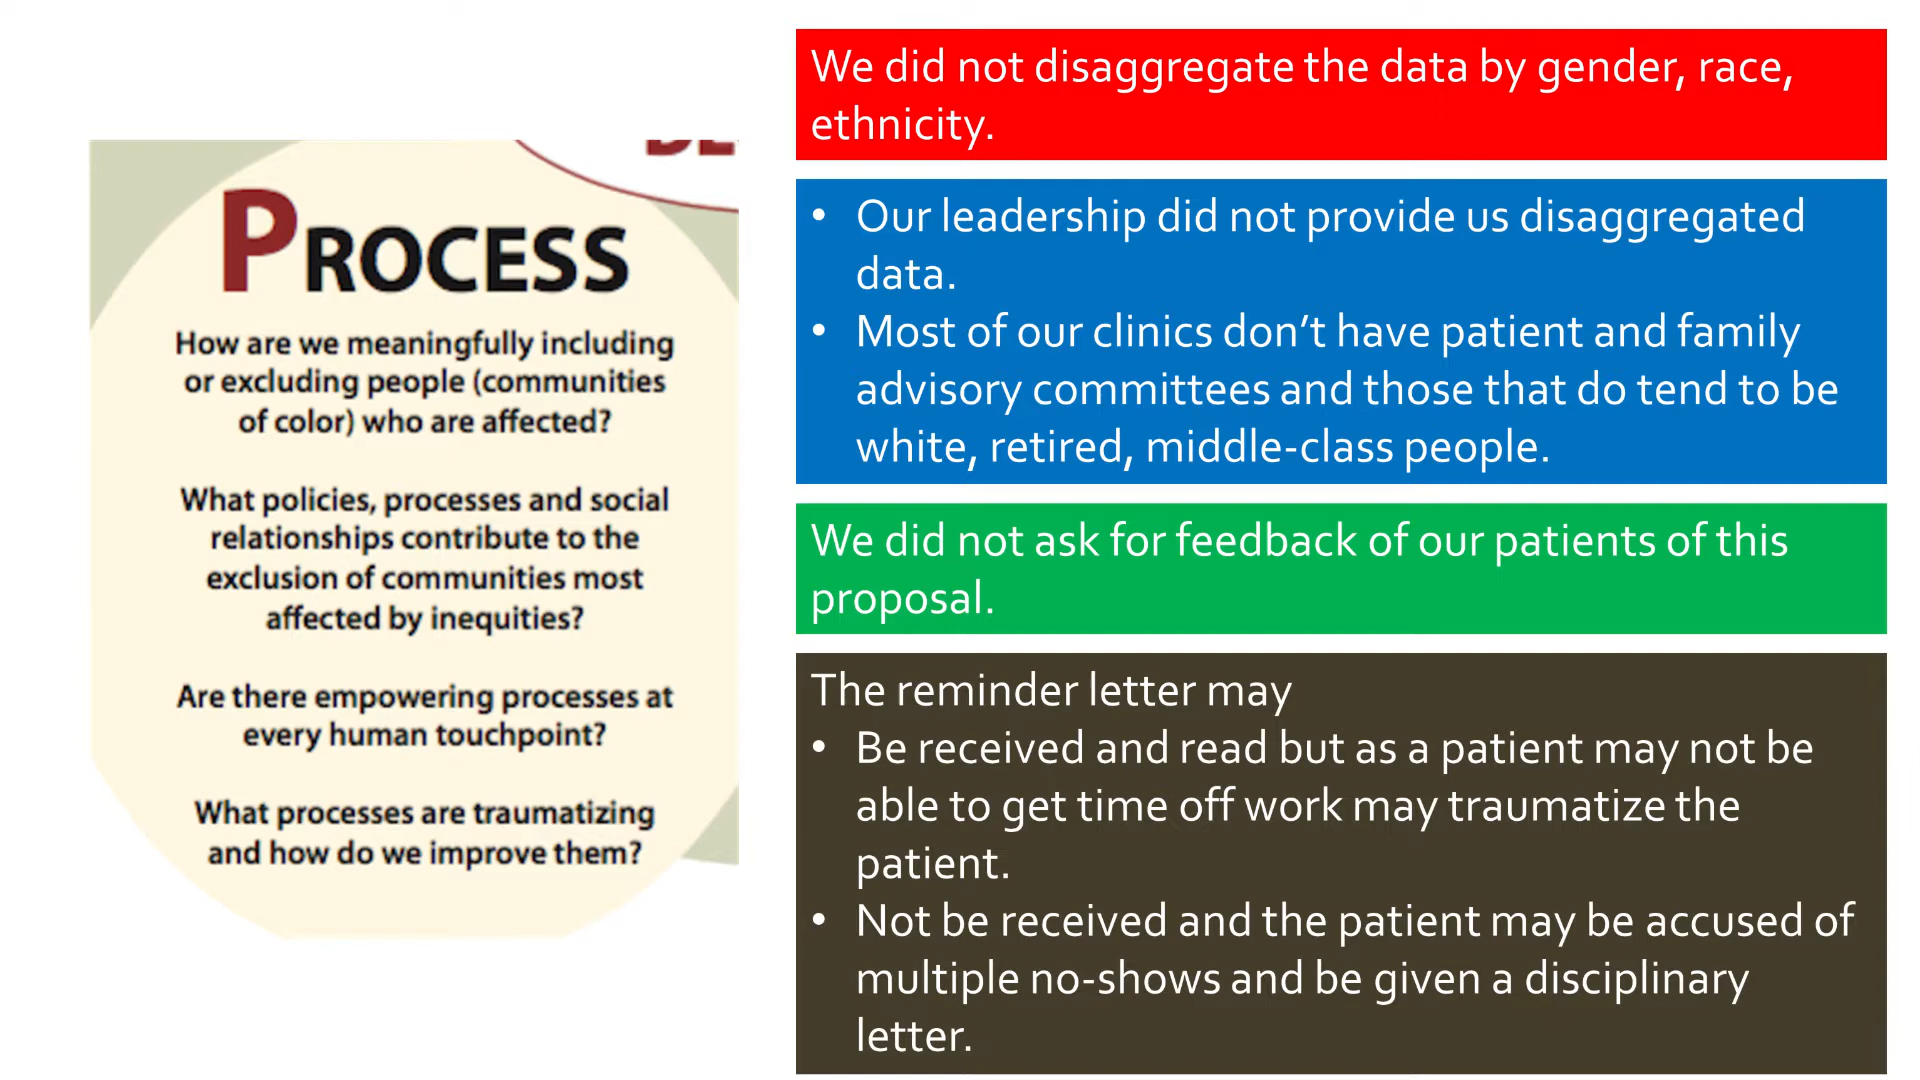 PROCESS
How are we meaningfully including
or excluding people (communities
of color) who are affected?
What policies, processes and social
relationships contribute to the
exclusion of communities most
affected by inequities?
Are there empowering processes at
every human touchpoint?
What processes are traumatizing
and how do we improve them?
We did not disaggregate the data by gender, race,
ethnicity.
• Our leadership did not provide us disaggregated
data.
• Most of our clinics don’t have patient and family
advisory committees and those that do tend to be
white, retired, middle-class people.
We did not ask for feedback of our patients of this
proposal.
The reminder letter may
• Be received and read but as a patient may not be
able to get time off work may traumatize the
patient.
• Not be received and the patient may be accused of
multiple no-shows and be given a disciplinary
letter.